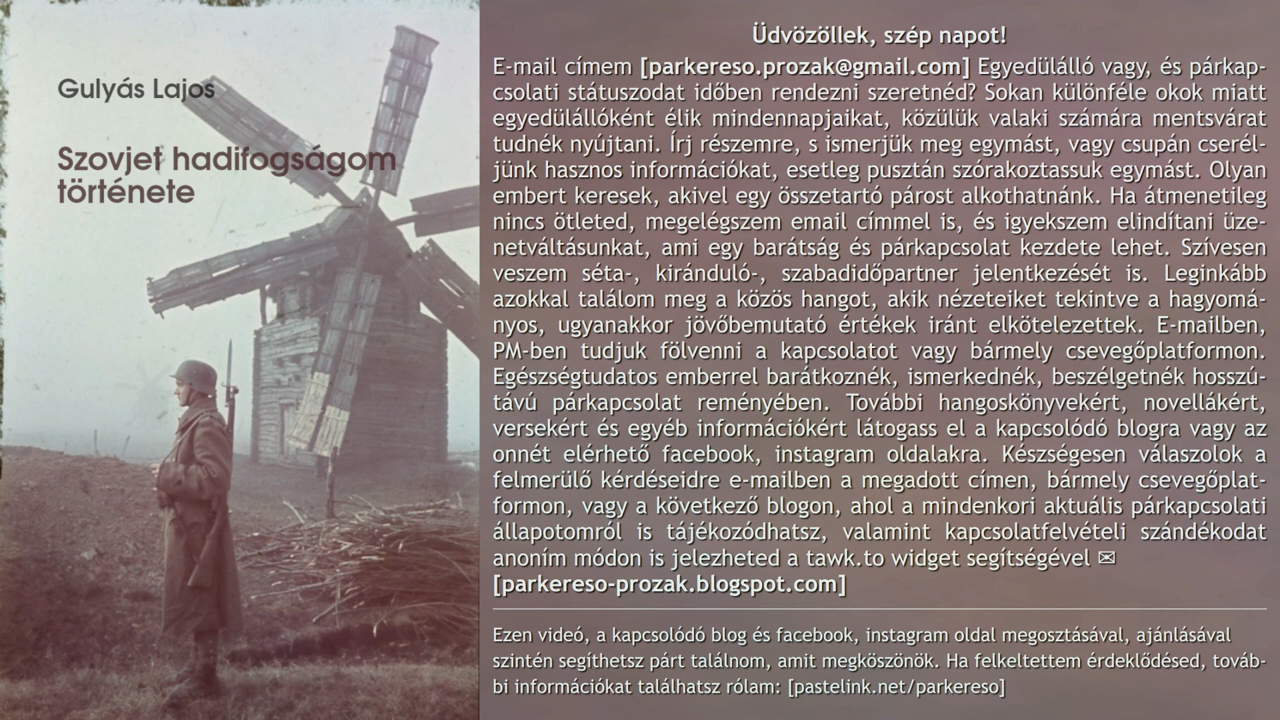 Gulyás Lajos
Szovjet hadifogságom
története
Üdvözöllek, szép napot!
E-mail címem [parkereso.prozak@gmail.com] Egyedülálló vagy, és párkap-
csolati státuszodat időben rendezni szeretnéd? Sokan különféle okok miatt
egyedülállóként élik mindennapjaikat, közülük valaki számára mentsvárat
tudnék nyújtani. Írj részemre, s ismerjük meg egymást, vagy csupán cserél-
jünk hasznos információkat, esetleg pusztán szórakoztassuk egymást. Olyan
embert keresek, akivel egy összetartó párost alkothatnánk. Ha átmenetileg
nincs ötleted, megelégszem email címmel is, és igyekszem elindítani üze-
netváltásunkat, ami egy barátság és párkapcsolat kezdete lehet. Szívesen
veszem séta-, kiránduló-, szabadidőpartner jelentkezését is. Leginkább
azokkal találom meg a közös hangot, akik nézeteiket tekintve a hagyomá-
nyos, ugyanakkor jövőbemutató értékek iránt elkötelezettek. E-mailben,
PM-ben tudjuk fölvenni a kapcsolatot vagy bármely csevegőplatformon.
Egészségtudatos emberrel barátkoznék, ismerkednék, beszélgetnék hosszú-
távú párkapcsolat reményében. További hangoskönyvekért, novellákért,
versekért és egyéb információkért látogass el a kapcsolódó blogra vagy az
onnét elérhető facebook, instagram oldalakra. Készségesen válaszolok a
felmerülő kérdéseidre e-mailben a megadott címen, bármely csevegőplat-
formon, vagy a következő blogon, ahol a mindenkori aktuális párkapcsolati
állapotomról is tájékozódhatsz, valamint kapcsolatfelvételi szándékodat
anoním módon is jelezheted a tawk.to widget segítségével ✉
[parkereso-prozak.blogspot.com]
Ezen videó, a kapcsolódó blog és facebook, instagram oldal megosztásával, ajánlásával
szintén segíthetsz párt találnom, amit megköszönök. Ha felkeltettem érdeklődésed, továb-
bi információkat találhatsz rólam: [pastelink.net/parkereso]